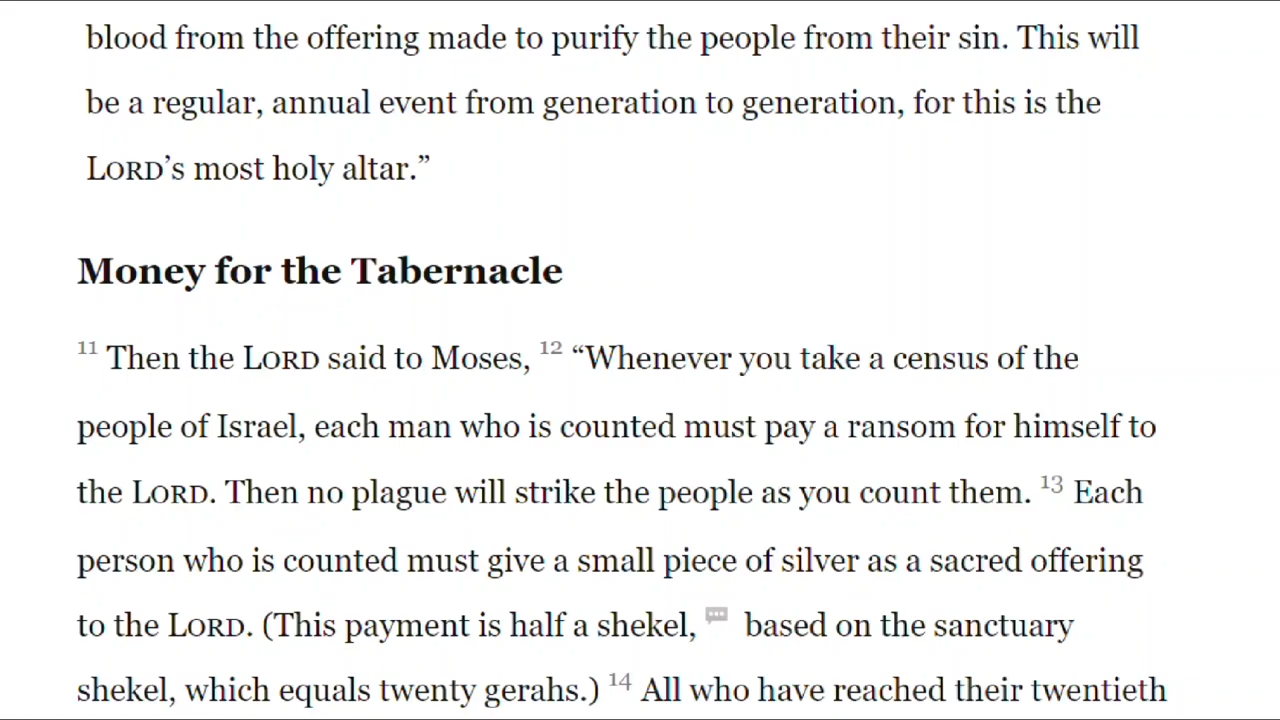 blood from the offering made to purify the people from their sin. This will
be a regular, annual event from generation to generation, for this is the
LORD’s most holy altar.”
Money for the Tabernacle
11 Then the LORD said to Moses, 12 “Whenever you take a census of the
people of Israel, each man who is counted must pay a ransom for himself to
the LORD. Then no plague will strike the people as you count them. 13 Each
person who is counted must give a small piece of silver as a sacred offering
to the LORD. (This payment is half a shekel, based on the sanctuary
shekel, which equals twenty gerahs.) 14 All who have reached their twentieth